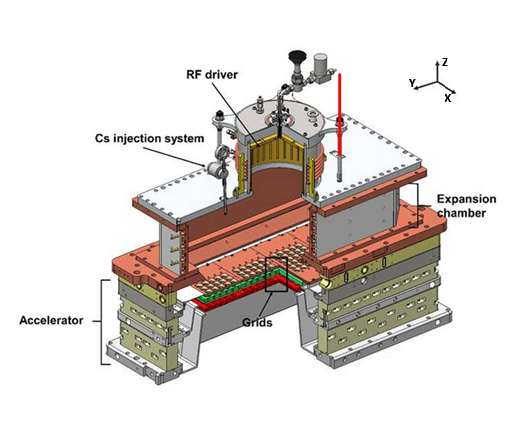 RF driver
Z
Y
X
Cs injection system
Expansion
chamber
Accelerator
Grids